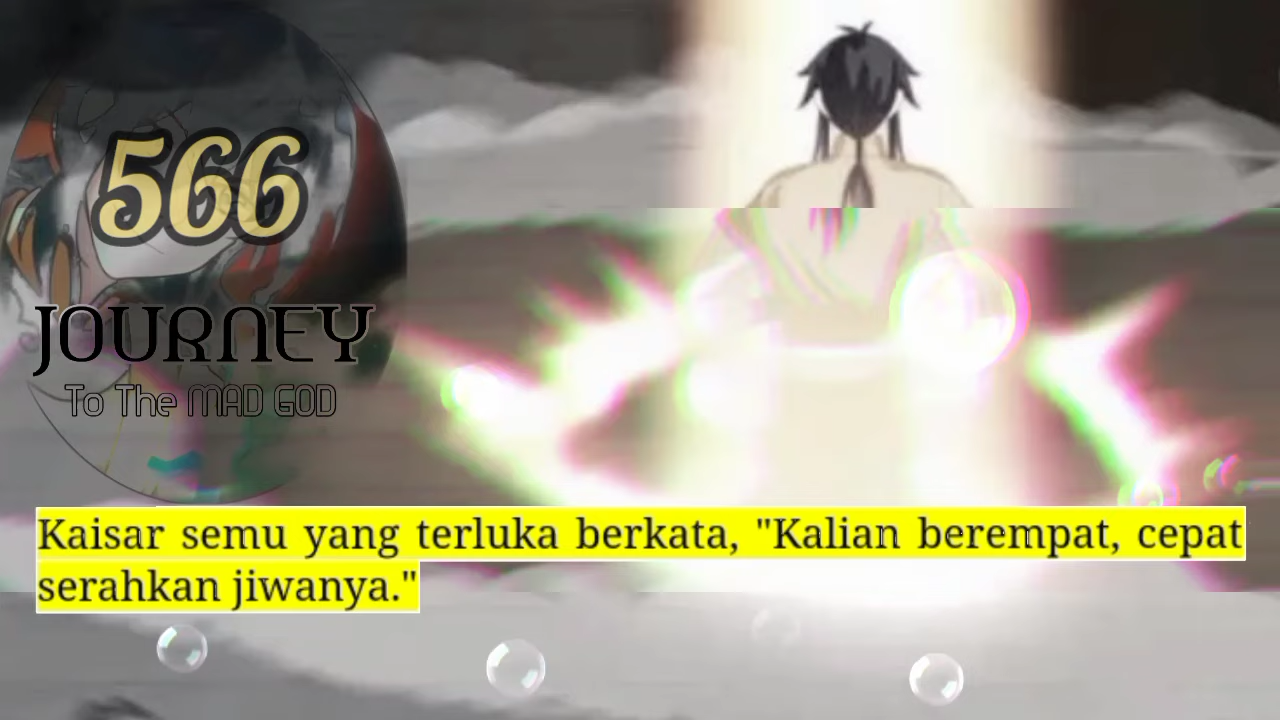 566
JOURNEY
To The MAD GOD
Kaisar semu yang terluka berkata, "Kalian berempat, cepat
serahkan jiwanya."